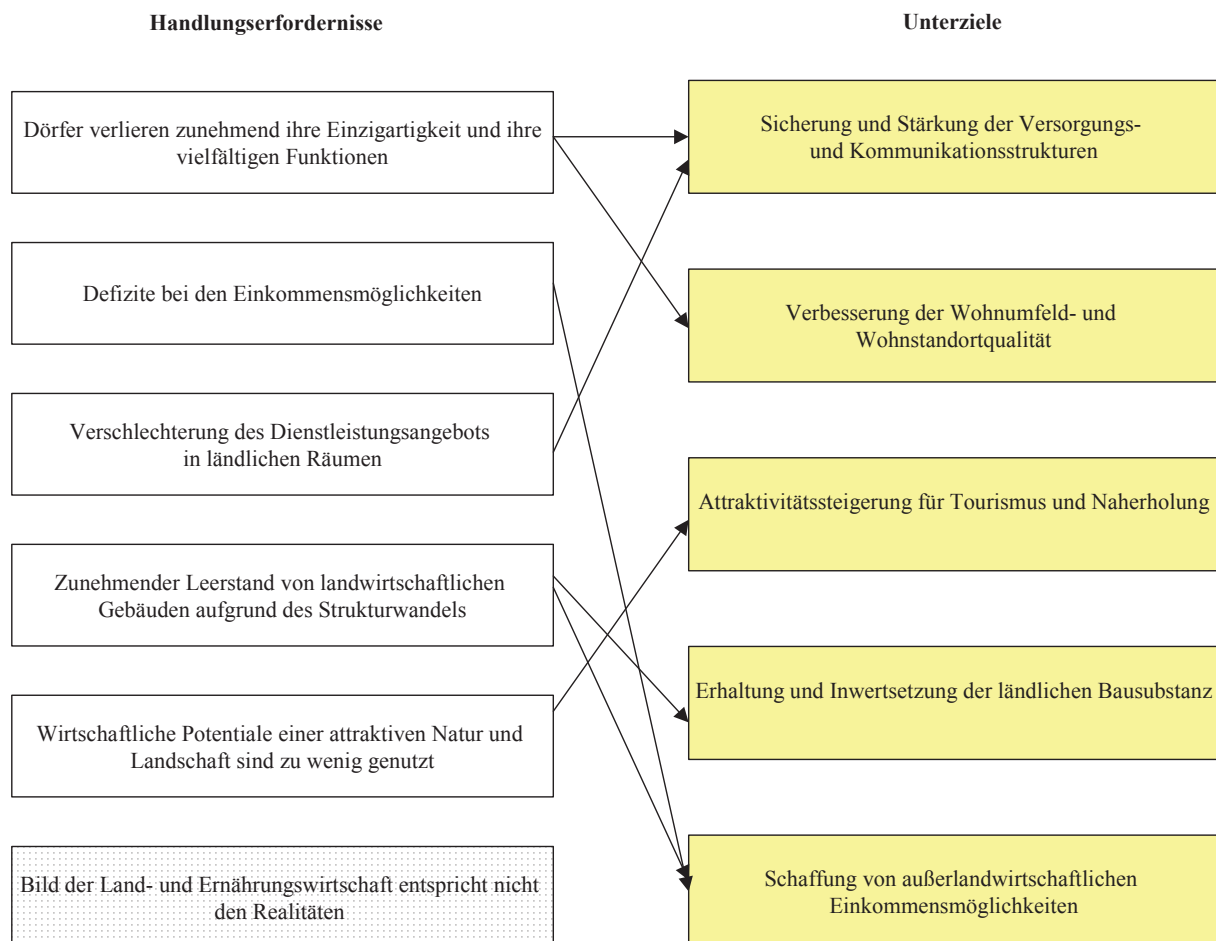 Handlungserfordernisse
Dörfer verlieren zunehmend ihre Einzigartigkeit und ihre
vielfältigen Funktionen
Defizite bei den Einkommensmöglichkeiten
Verschlechterung des Dienstleistungsangebots
in ländlichen Räumen
Zunehmender Leerstand von landwirtschaftlichen
Gebäuden aufgrund des Strukturwandels
Wirtschaftliche Potentiale einer attraktiven Natur und
Landschaft sind zu wenig genutzt
Bild der Land- und Ernährungswirtschaft entspricht nicht
den Realitäten
Unterziele
Sicherung und Stärkung der Versorgungs-
und Kommunikationsstrukturen
Verbesserung der Wohnumfeld- und
Wohnstandortqualität
Attraktivitätssteigerung für Tourismus und Naherholung
Erhaltung und Inwertsetzung der ländlichen Bausubstanz
Schaffung von außerlandwirtschaftlichen
Einkommensmöglichkeiten